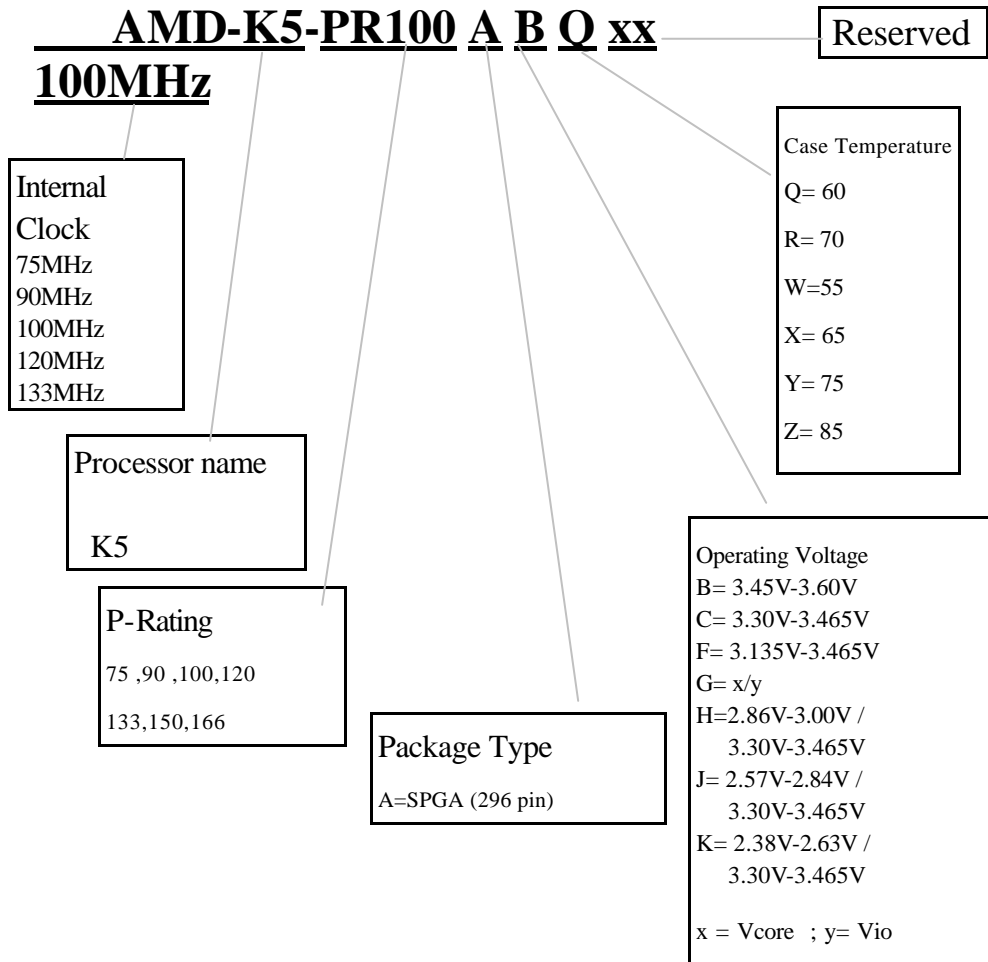 AMD-K5-PR100 A B Q xx
100MHz
Reserved
Internal
Clock
75MHz
90MHz
100MHz
120MHz
133MHz
Processor name
K5
P-Rating
75 ,90 ,100,120
133,150,166
Package Type
A=SPGA (296 pin)
Case Temperature
Q= 60
R= 70
W=55
X= 65
Y= 75
Z= 85
Operating Voltage
B= 3.45V-3.60V
C= 3.30V-3.465V
F= 3.135V-3.465V
G= x/y
H=2.86V-3.00V /
3.30V-3.465V
J= 2.57V-2.84V /
3.30V-3.465V
K= 2.38V-2.63V /
3.30V-3.465V
x = Vcore ; y= Vio